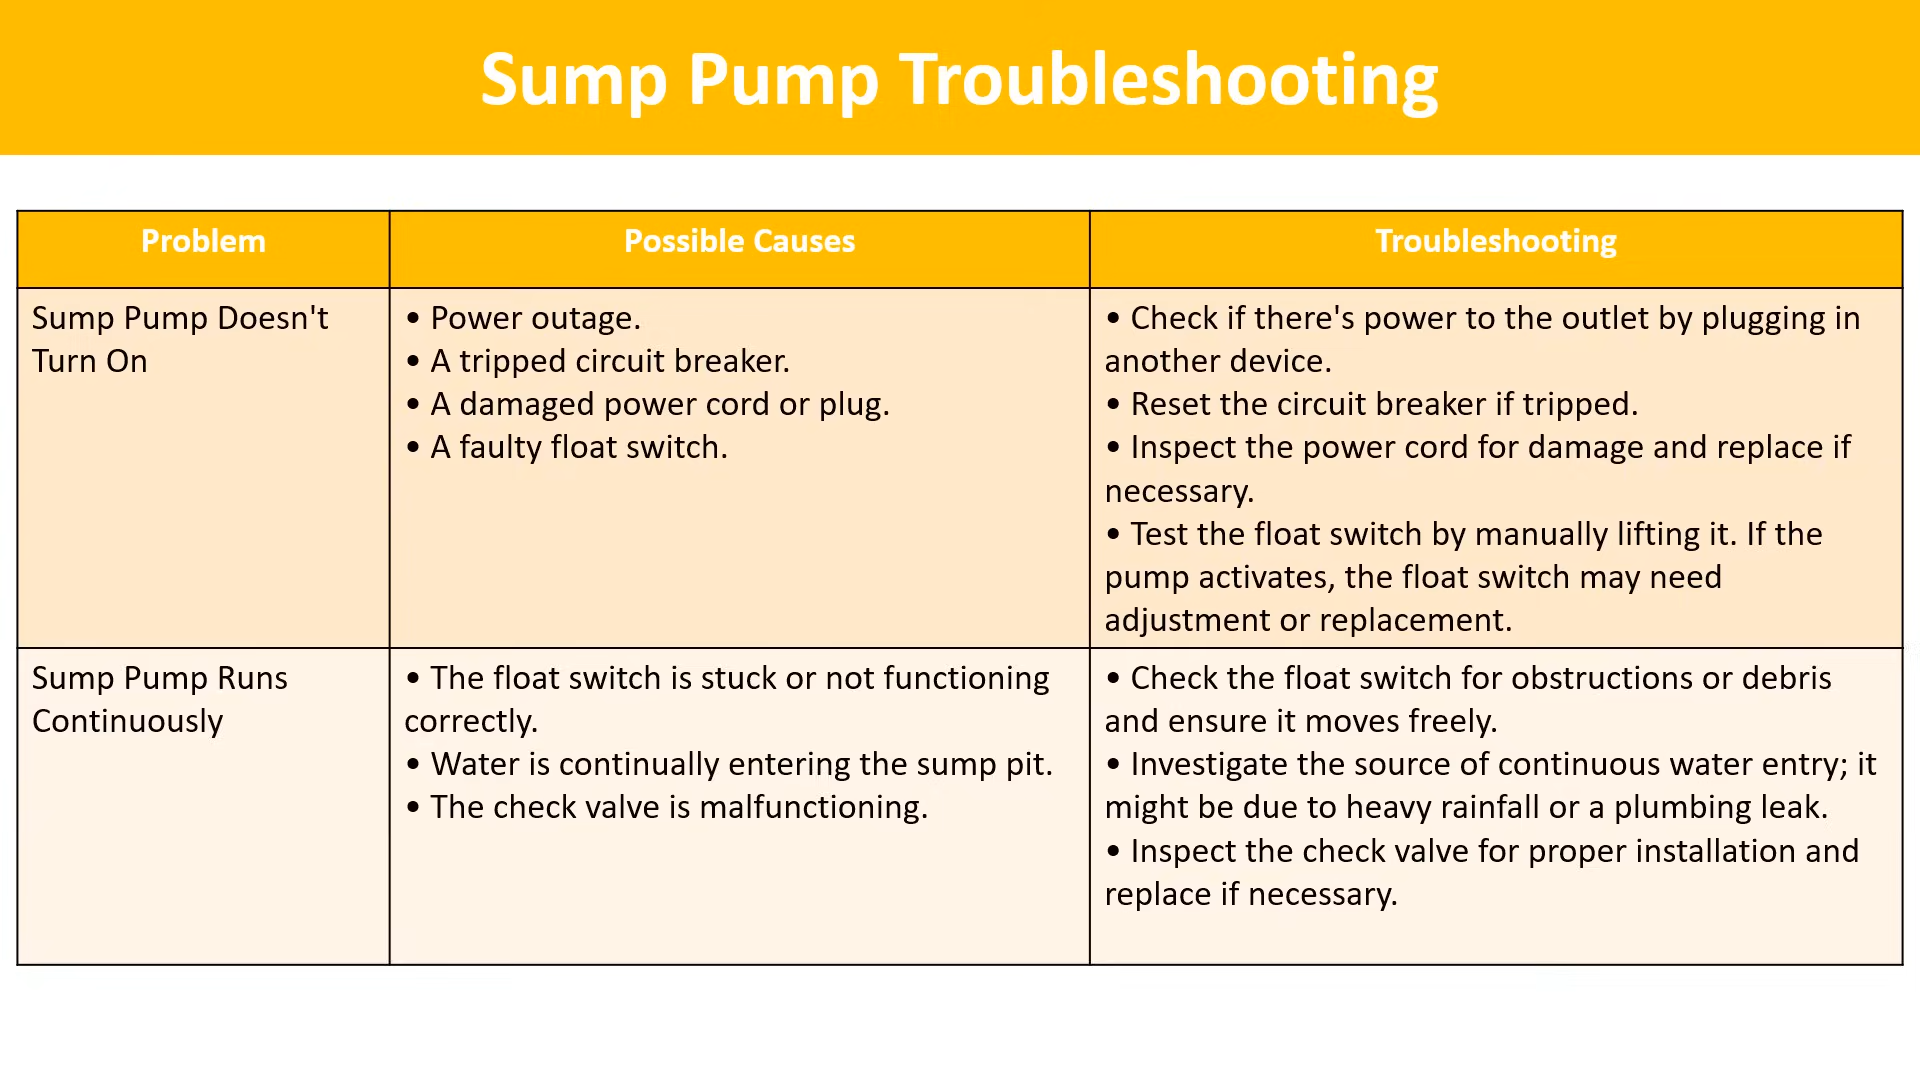 Sump Pump Troubleshooting
Problem
Possible Causes
Troubleshooting
Sump Pump Doesn't
Turn On
• Power outage.
• A tripped circuit breaker.
• A damaged power cord or plug.
• A faulty float switch.
• Check if there's power to the outlet by plugging in
another device.
• Reset the circuit breaker if tripped.
• Inspect the power cord for damage and replace if
necessary.
• Test the float switch by manually lifting it. If the
pump activates, the float switch may need
adjustment or replacement.
Sump Pump Runs
Continuously
• The float switch is stuck or not functioning
correctly.
• Water is continually entering the sump pit.
• The check valve is malfunctioning.
• Check the float switch for obstructions or debris
and ensure it moves freely.
• Investigate the source of continuous water entry; it
might be due to heavy rainfall or a plumbing leak.
• Inspect the check valve for proper installation and
replace if necessary.